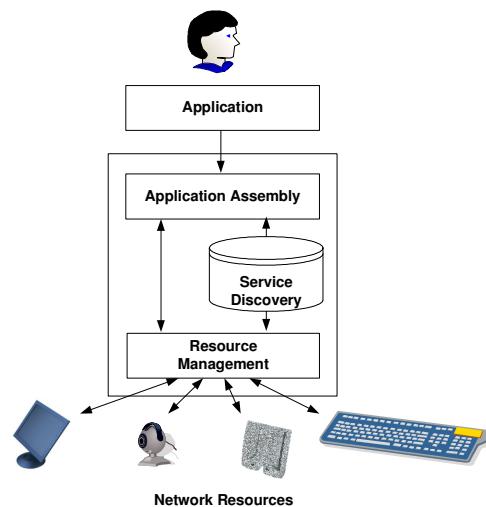 Application
Application Assembly
Service
Discovery
Resource
Management
Network Resources